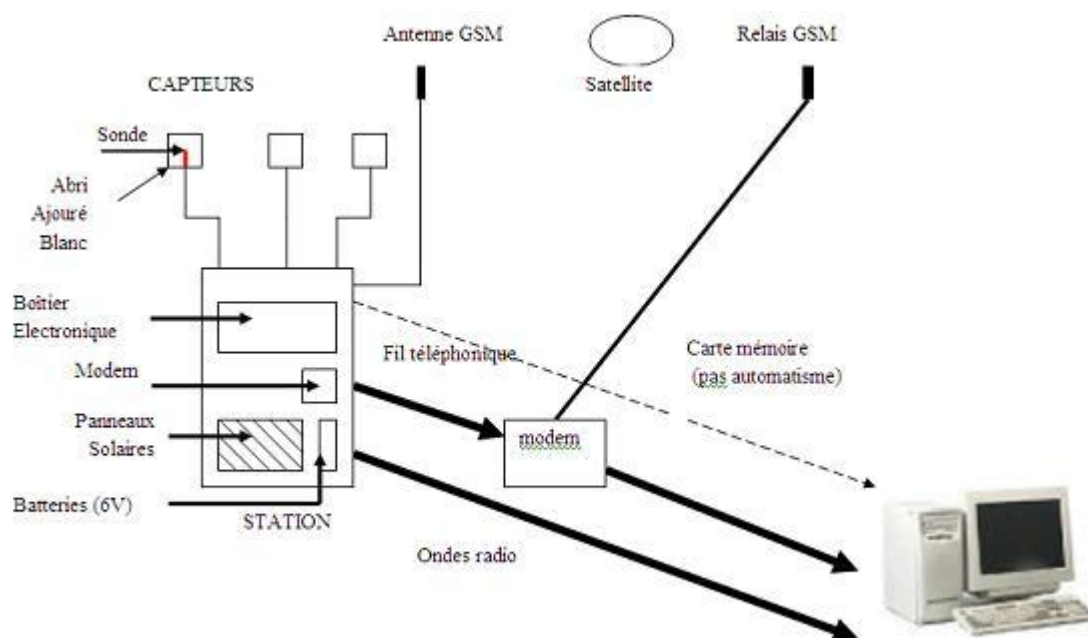 Antenne GSM
Relais GSM
Satellite
CAPTEURS
Sonde
Abri
Ajouré
Blanc
Boîtier
Electronique
Fil téléphonique
Carte mémoire
(pas automatisme)
Modem
modem
Panneaux
Solaires
Batteries (6V)
STATION
Ondes radio